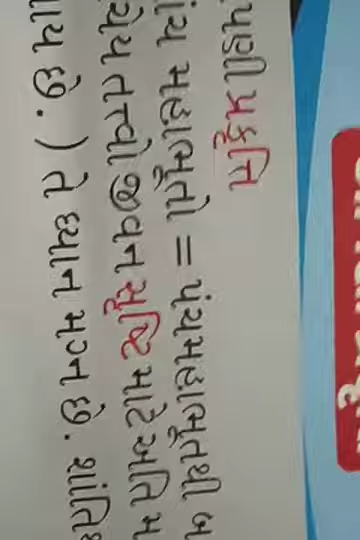 પણી પ્રકૃતિ
ંચ મહાભૂતો = પંચમહાભૂતથી બ
ચેય તત્વો જીવન સૃષ્ટિ માટે અતિ મ
ાય છે. ) તે ધ્યાન મગ્ન છે. શાંતિ